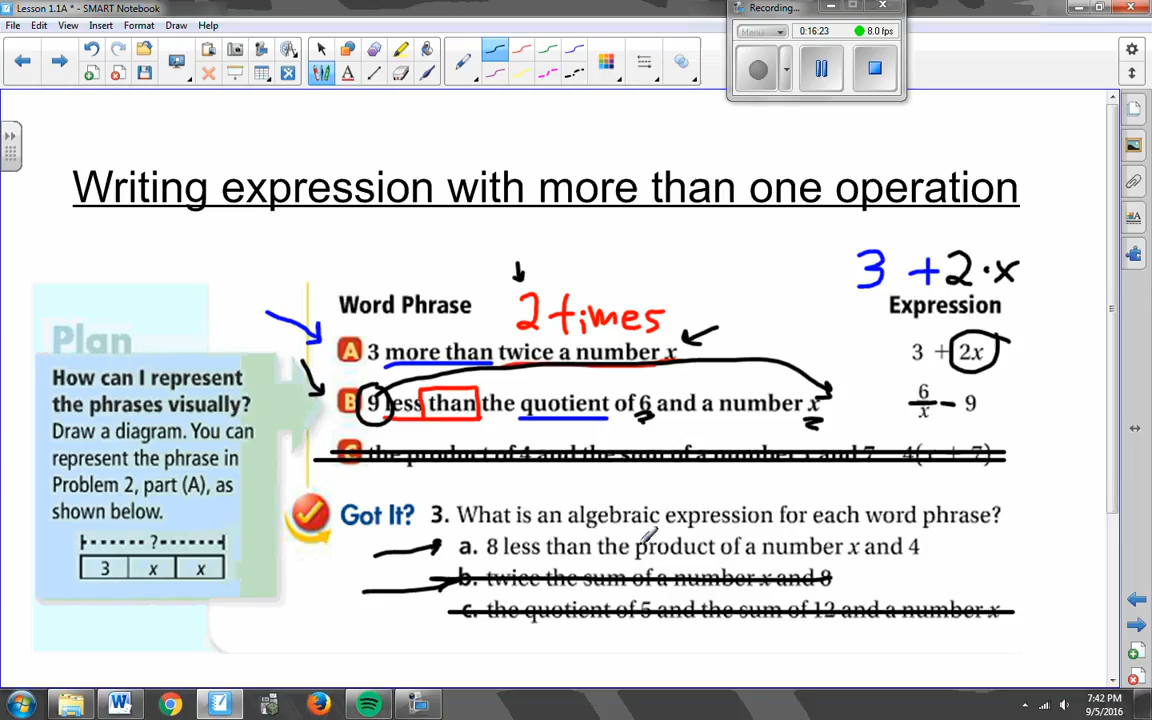 Lesson 1.1A * - SMART Notebook
Recording...
File Edit View Insert Format Draw Help
Menu
0:16:23
8.0 fps
Writing expression with more than one operation
3 + 2 · x
Word Phrase
2 times
Expression
Plan
How can I represent
the phrases visually?
Draw a diagram. You can
represent the phrase in
Problem 2, part (A), as
shown below.
?
3 x x
A 3 more than twice a number x
3 + 2x
B 9 less than the quotient of 6 and a number x
6/x - 9
C the product of 4 and the sum of a number x and 7 4(x + 7)
Got It? 3. What is an algebraic expression for each word phrase?
a. 8 less than the product of a number x and 4
b. twice the sum of a number x and 8
c. the quotient of 5 and the sum of 12 and a number x
7:42 PM
9/5/2016